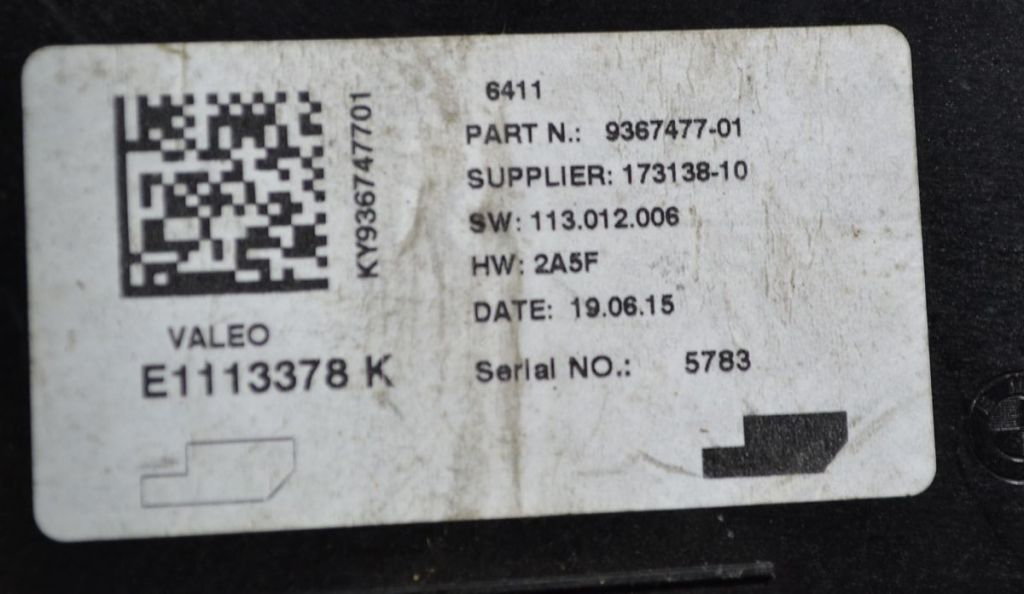 KY936747701
VALEO
E1113378 K
6411
PART N.: 9367477-01
SUPPLIER: 173138-10
SW: 113.012.006
HW: 2A5F
DATE: 19.06.15
Serial NO.: 5783